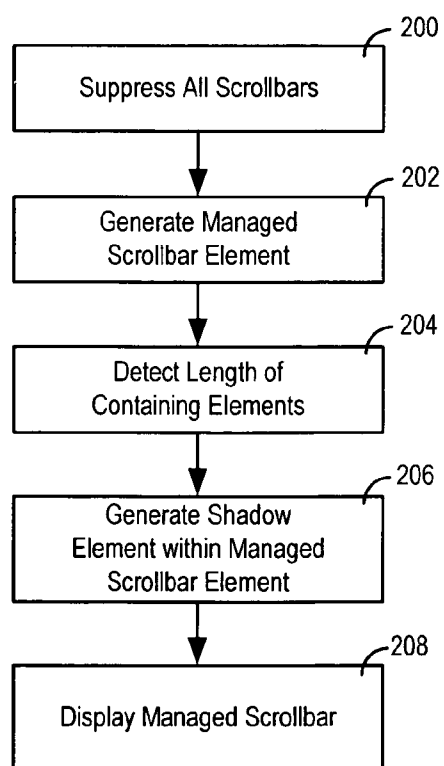 200
Suppress All Scrollbars
202
Generate Managed
Scrollbar Element
204
Detect Length of
Containing Elements
206
Generate Shadow
Element within Managed
Scrollbar Element
208
Display Managed Scrollbar